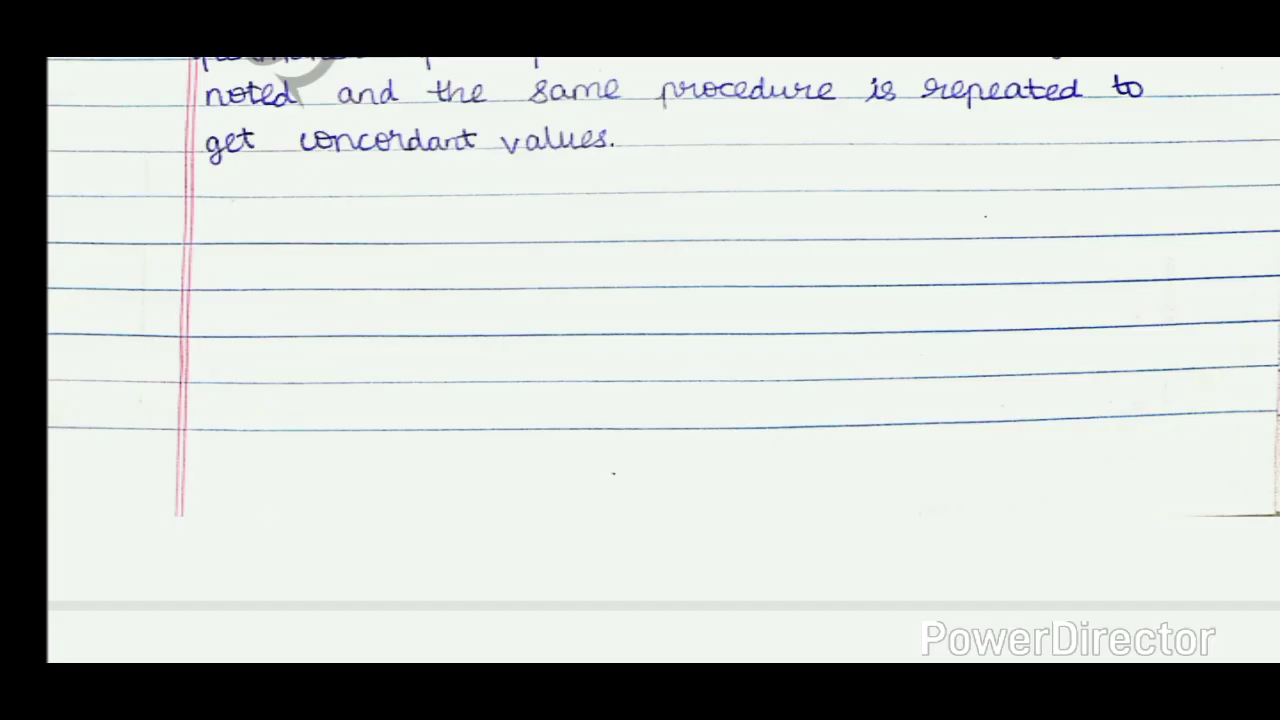 noted and the same procedure is repeated to
get concordant values.
PowerDirector